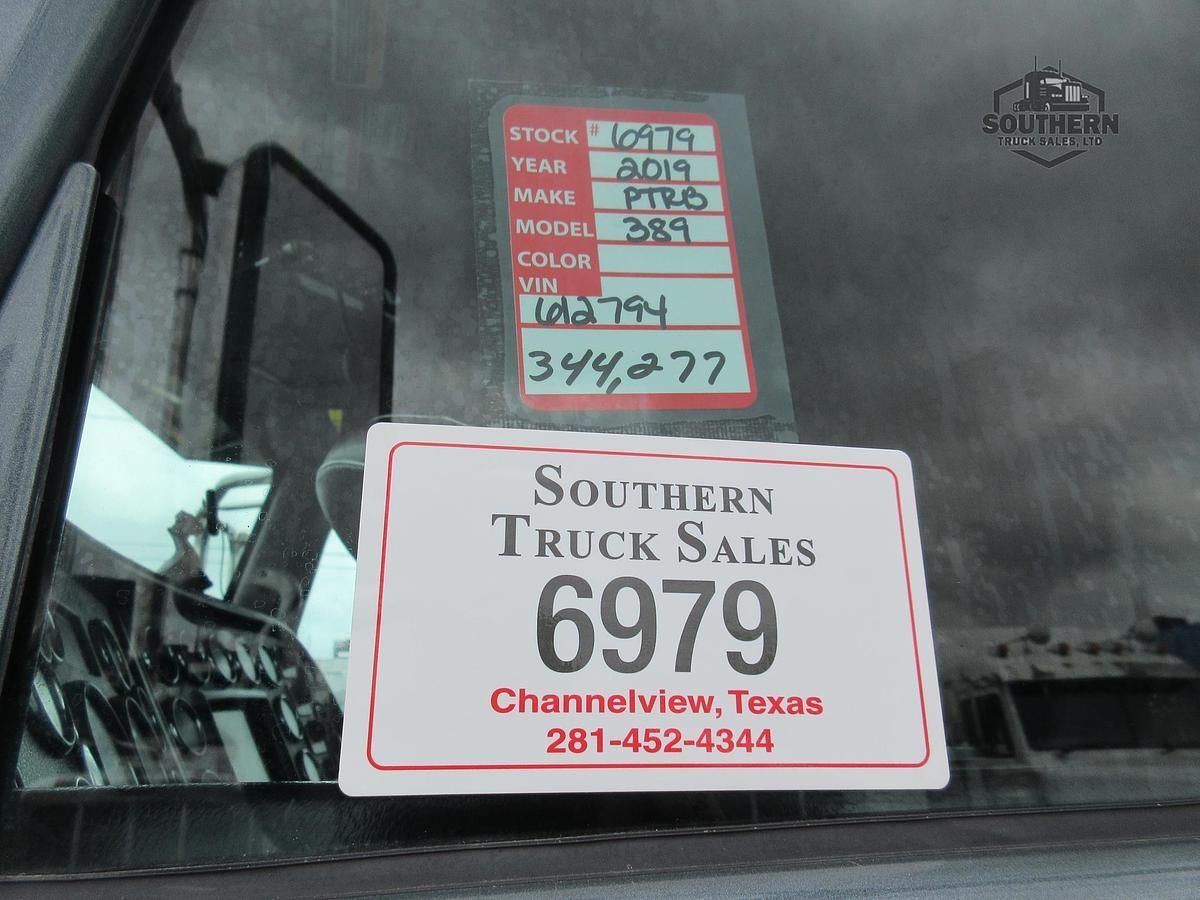 SOUTHERN
TRUCK SALES, LTD
STOCK # 6979
YEAR 2019
MAKE PTRB
MODEL 389
COLOR
VIN
612794
344,277
SOUTHERN
TRUCK SALES
6979
Channelview, Texas
281-452-4344